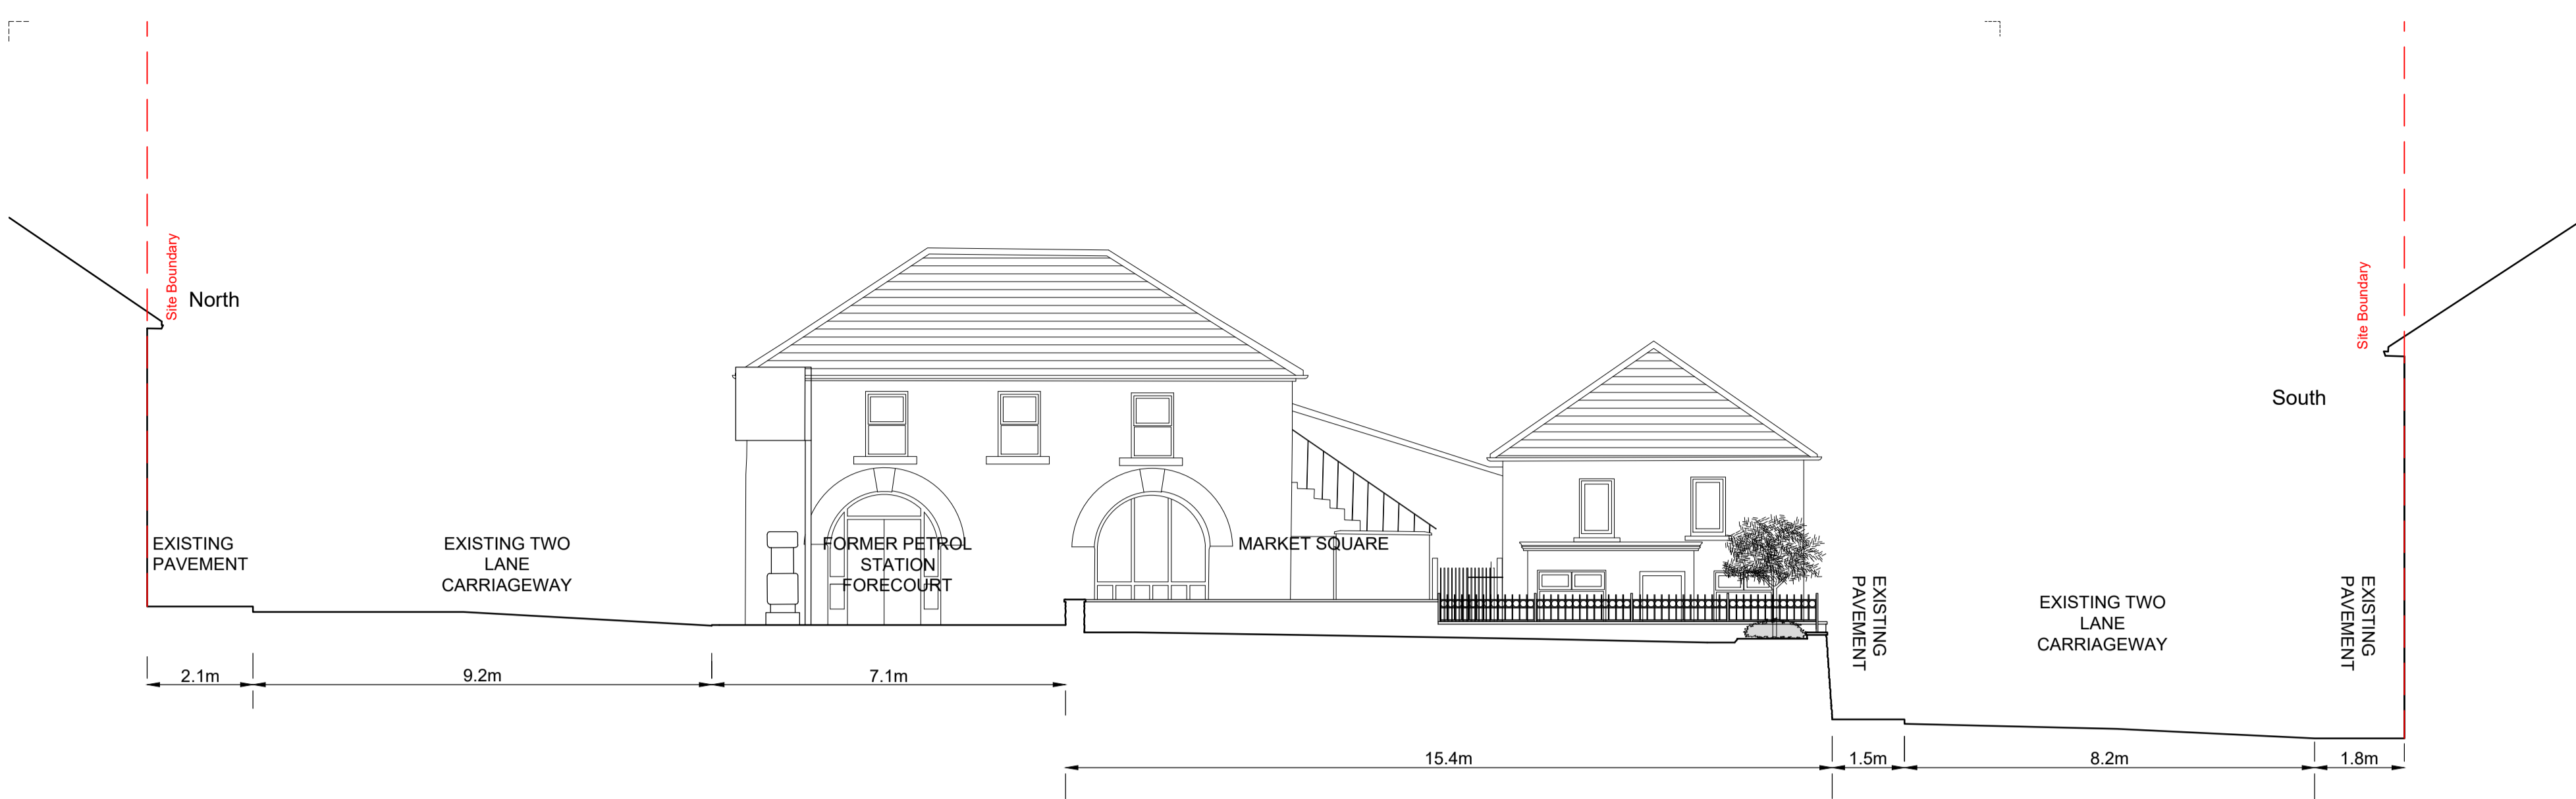 Site Boundary
North
Site Boundary
South
EXISTING
PAVEMENT
EXISTING TWO
LANE
CARRIAGEWAY
FORMER PETROL
STATION
FORECOURT
MARKET SQUARE
EXISTING
PAVEMENT
EXISTING TWO
LANE
CARRIAGEWAY
EXISTING
PAVEMENT
2.1m
9.2m
7.1m
15.4m
1.5m
8.2m
1.8m